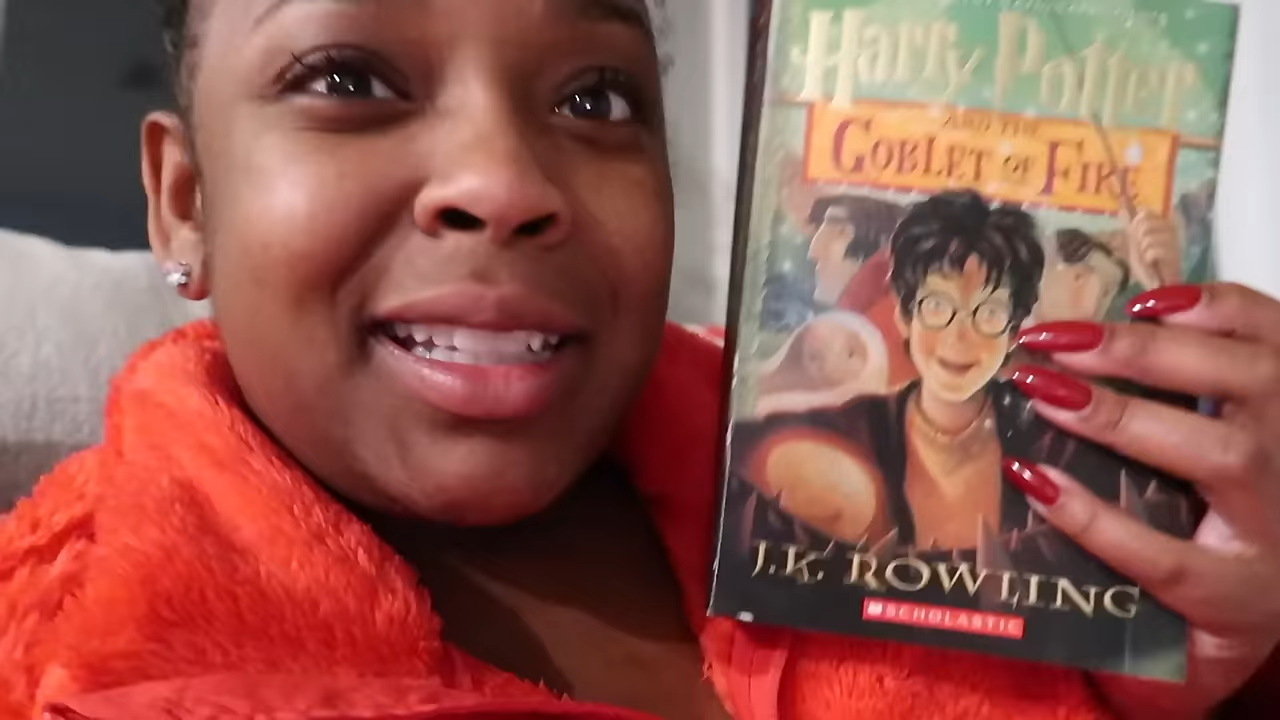 Harry Potter
AND THE
GOBLET OF FIRE
J.K. ROWLING
SCHOLASTIC